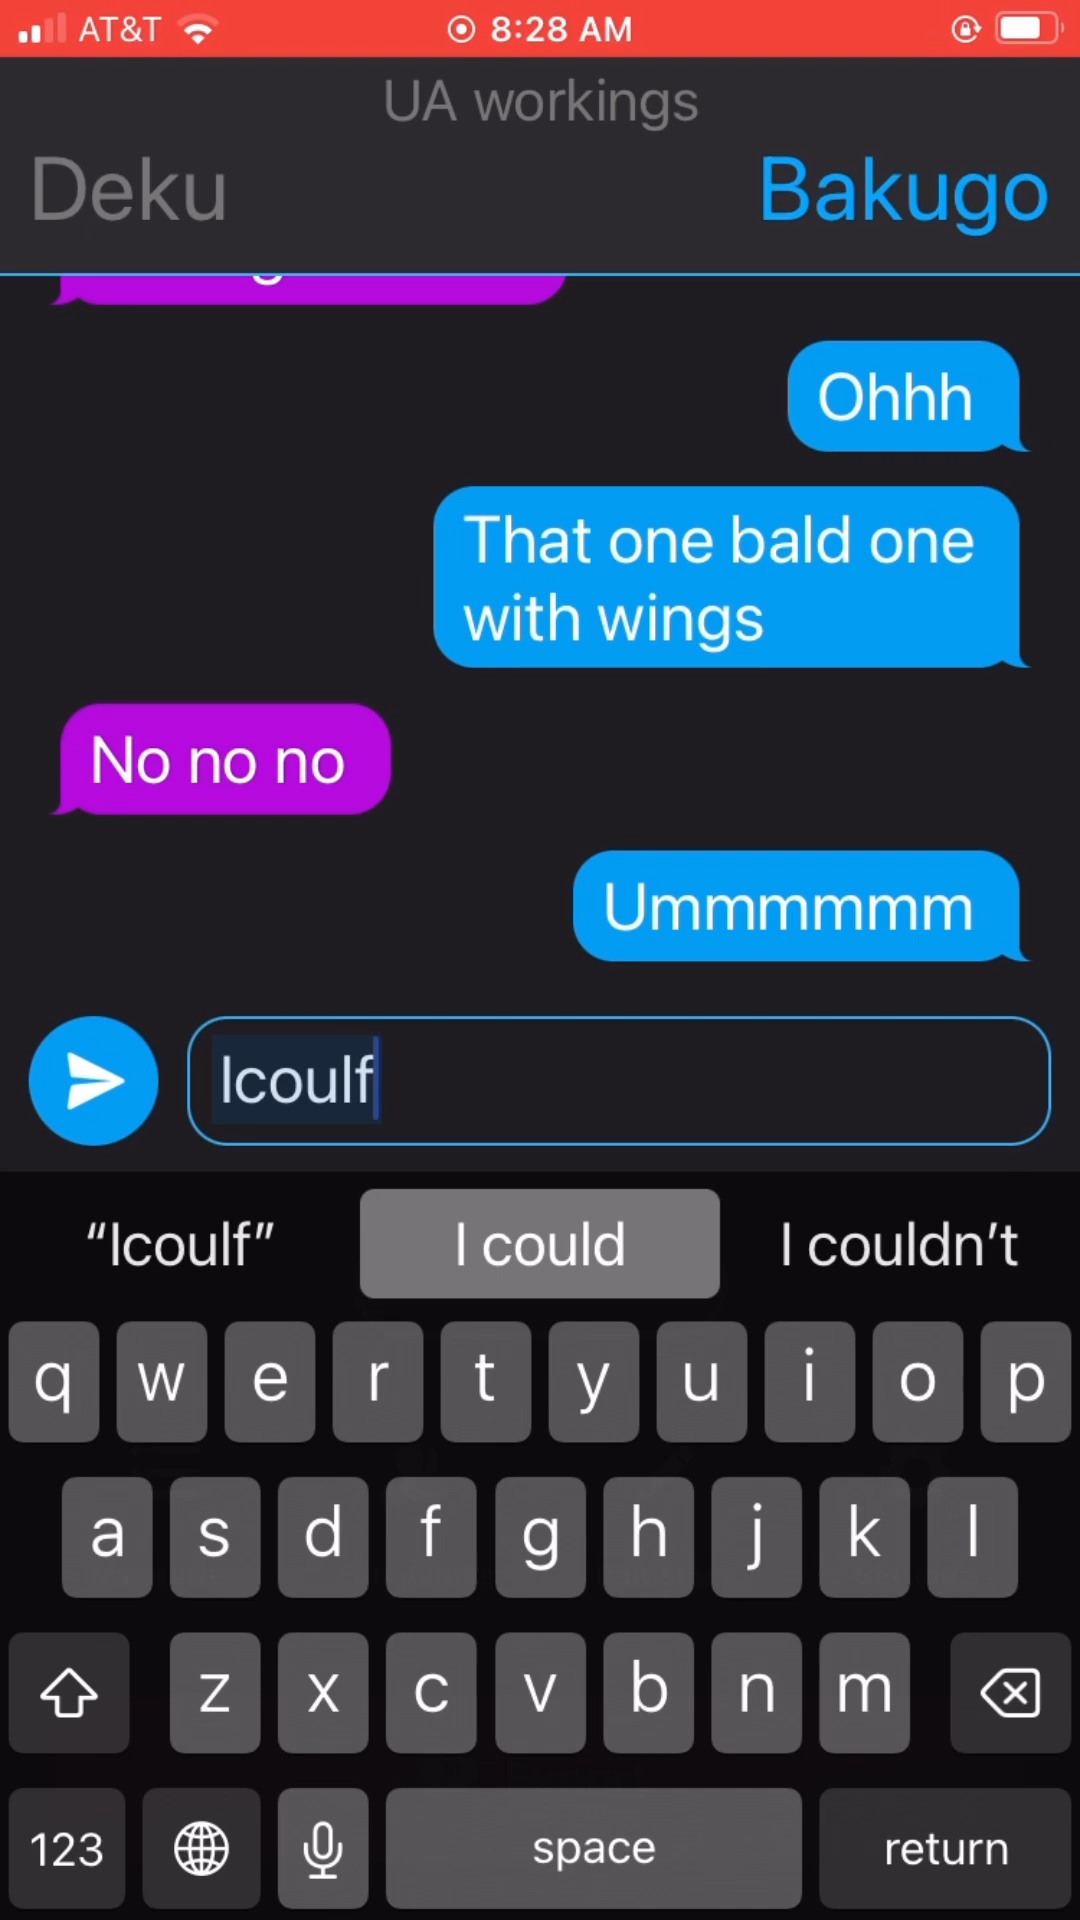 AT&T 8:28 AM
UA workings
Deku Bakugo
Ohhh
That one bald one
with wings
No no no
Ummmmmm
Icoulf
“Icoulf” I could I couldn’t
q w e r t y u i o p
a s d f g h j k l
z x c v b n m
123 space return